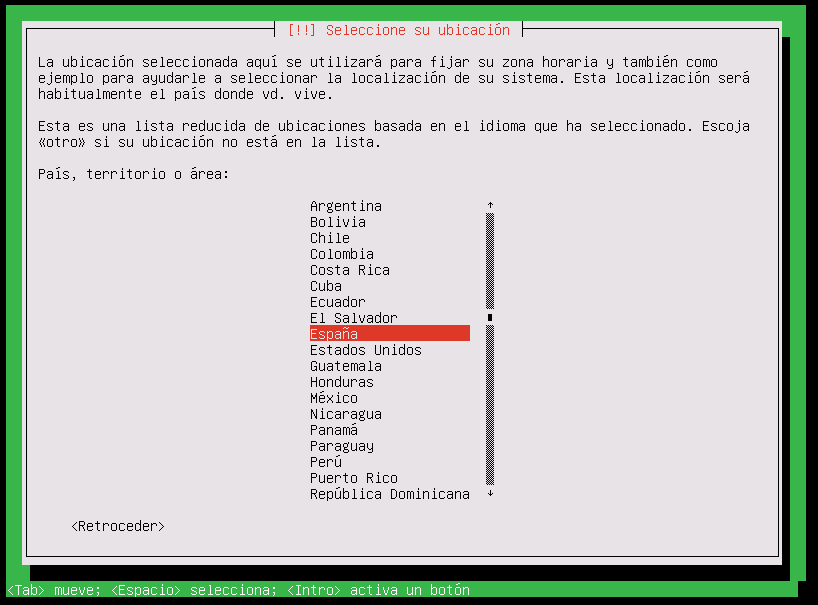 [!!] Seleccione su ubicación
La ubicación seleccionada aquí se utilizará para fijar su zona horaria y también como
ejemplo para ayudarle a seleccionar la localización de su sistema. Esta localización será
habitualmente el país donde vd. vive.
Esta es una lista reducida de ubicaciones basada en el idioma que ha seleccionado. Escoja
«otro» si su ubicación no está en la lista.
País, territorio o área:
Argentina
Bolivia
Chile
Colombia
Costa Rica
Cuba
Ecuador
El Salvador
España
Estados Unidos
Guatemala
Honduras
México
Nicaragua
Panamá
Paraguay
Perú
Puerto Rico
República Dominicana
<Retroceder>
<Tab> mueve; <Espacio> selecciona; <Intro> activa un botón